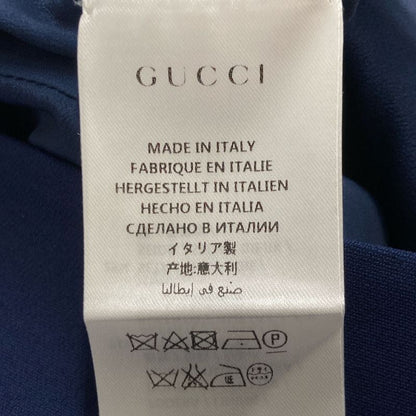 GUCCI
MADE IN ITALY
FABRIQUE EN ITALIE
HERGESTELLT IN ITALIEN
HECHO EN ITALIA
СДЕЛАНО В ИТАЛИИ
イタリア製
产地:意大利
صنع في إيطاليا
P